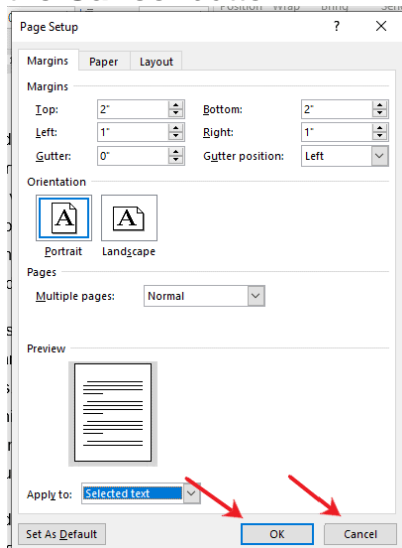 Page Setup ? ×
Margins Paper Layout
Margins
Top: 2" Bottom: 2"
Left: 1" Right: 1"
Gutter: 0" Gutter position: Left
Orientation
A A
Portrait Landscape
Pages
Multiple pages: Normal
Preview
Apply to: Selected text
Set As Default OK Cancel